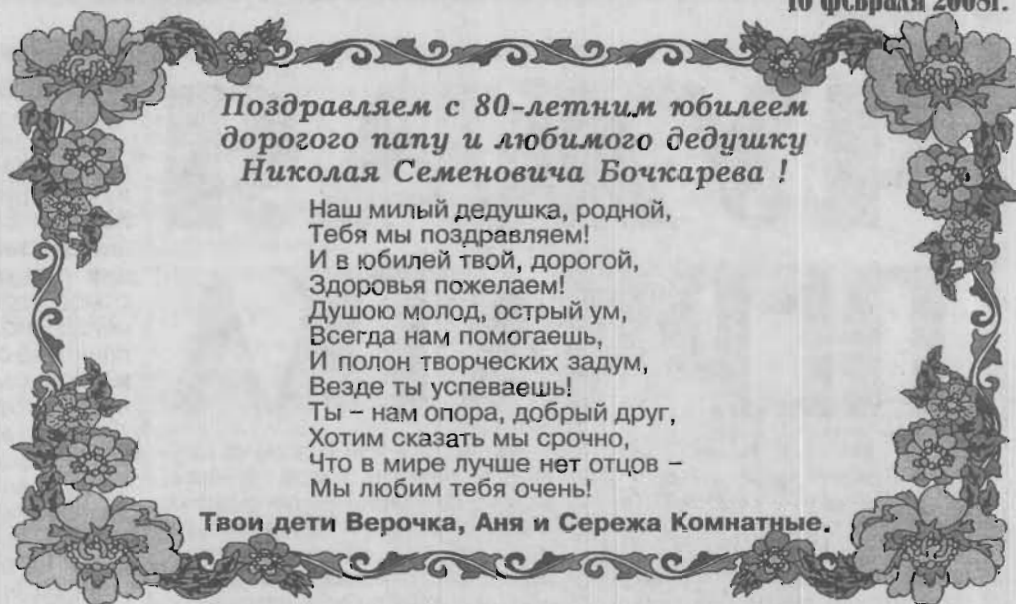 10 февраля 2008г.
Поздравляем с 80-летним юбилеем
дорогого папу и любимого дедушку
Николая Семеновича Бочкарева !
Наш милый дедушка, родной,
Тебя мы поздравляем!
И в юбилей твой, дорогой,
Здоровья пожелаем!
Душою молод, острый ум,
Всегда нам помогаешь,
И полон творческих задум,
Везде ты успеваешь!
Ты – нам опора, добрый друг,
Хотим сказать мы срочно,
Что в мире лучше нет отцов –
Мы любим тебя очень!
Твои дети Верочка, Аня и Сережа Комнатные.